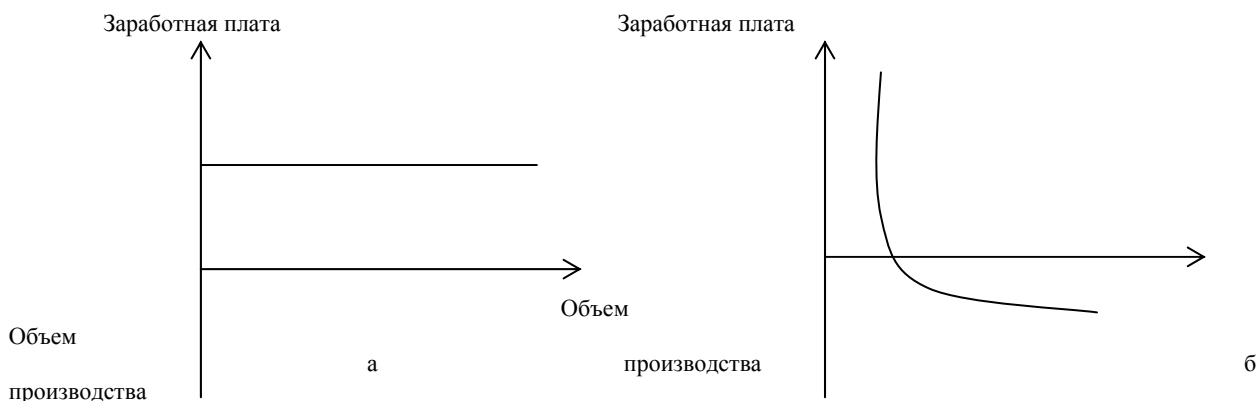 Заработная плата
Заработная плата
Объем
Объем
производства
а
производства
б